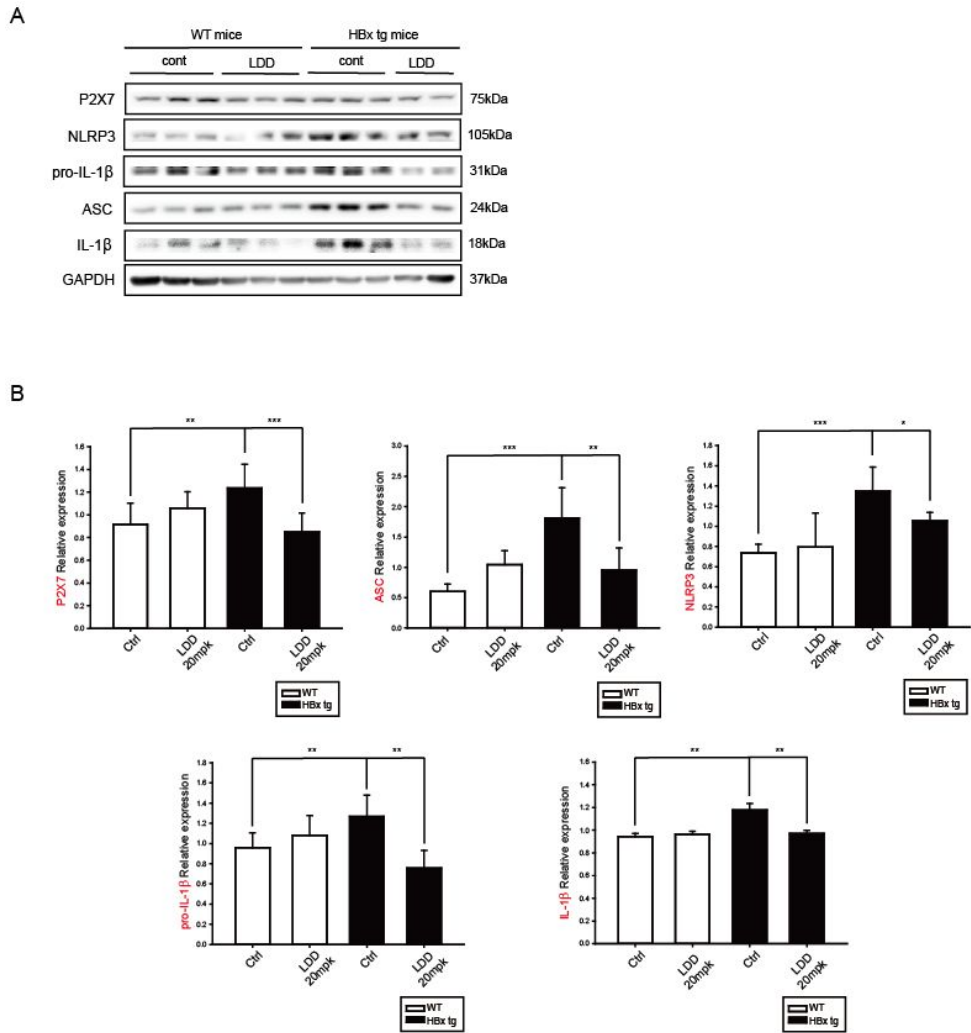 A
WT mice HBx tg mice
cont LDD cont LDD
P2X7 75kDa
NLRP3 105kDa
pro-IL-1β 31kDa
ASC 24kDa
IL-1β 18kDa
GAPDH 37kDa
B
** ***
P2X7 Relative expression
1.6
1.4
1.2
1.0
0.8
0.6
0.4
0.2
0.0
Ctrl LDD 20mpk Ctrl LDD 20mpk
WT
HBx tg
*** **
ASC Relative expression
3.0
2.5
2.0
1.5
1.0
0.5
0.0
Ctrl LDD 20mpk Ctrl LDD 20mpk
WT
HBx tg
*** *
NLRP3 Relative expression
1.8
1.6
1.4
1.2
1.0
0.8
0.6
0.4
0.2
0.0
Ctrl LDD 20mpk Ctrl LDD 20mpk
WT
HBx tg
** **
pro-IL-1β Relative expression
1.8
1.6
1.4
1.2
1.0
0.8
0.6
0.4
0.2
0.0
Ctrl LDD 20mpk Ctrl LDD 20mpk
WT
HBx tg
** **
IL-1β Relative expression
1.6
1.4
1.2
1.0
0.8
0.6
0.4
0.2
0.0
Ctrl LDD 20mpk Ctrl LDD 20mpk
WT
HBx tg